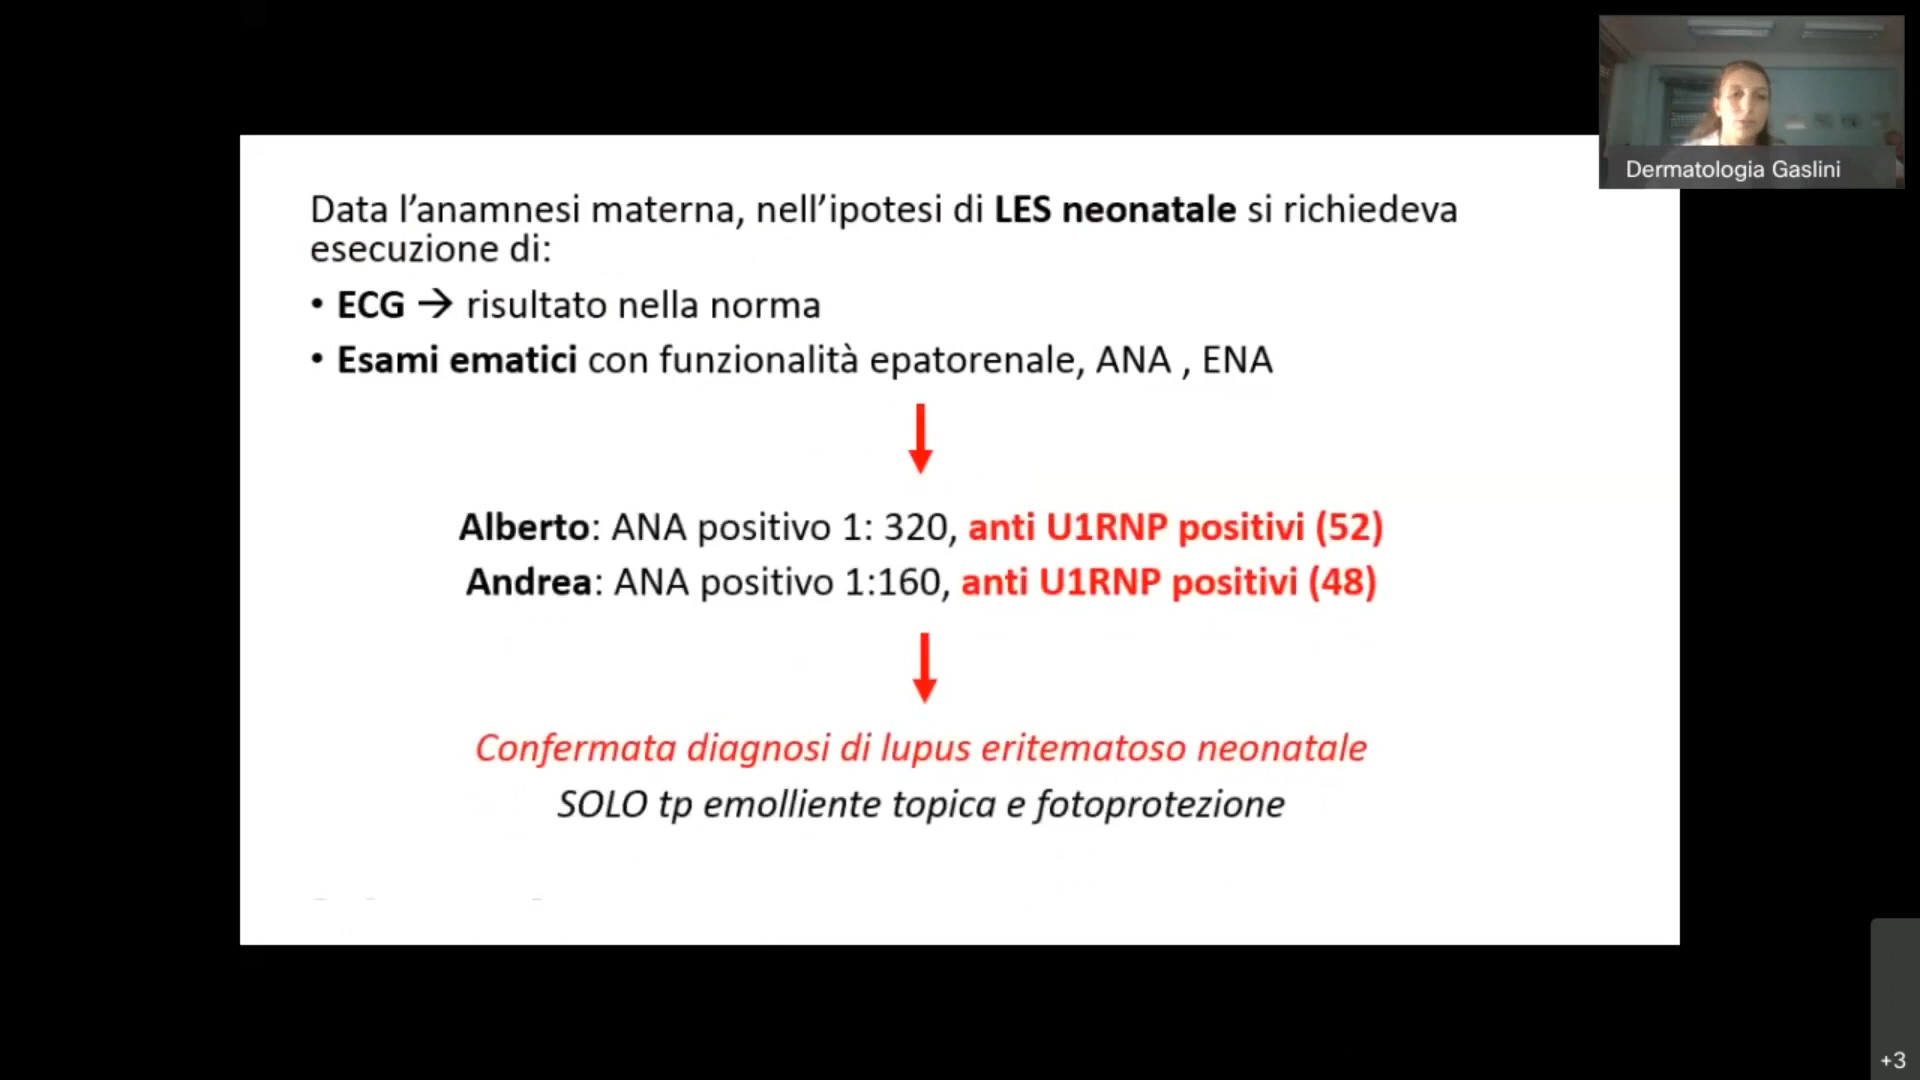 Dermatologia Gaslini
Data l’anamnesi materna, nell’ipotesi di LES neonatale si richiedeva
esecuzione di:
• ECG → risultato nella norma
• Esami ematici con funzionalità epatorenale, ANA , ENA
Alberto: ANA positivo 1: 320, anti U1RNP positivi (52)
Andrea: ANA positivo 1:160, anti U1RNP positivi (48)
Confermata diagnosi di lupus eritematoso neonatale
SOLO tp emolliente topica e fotoprotezione
+3